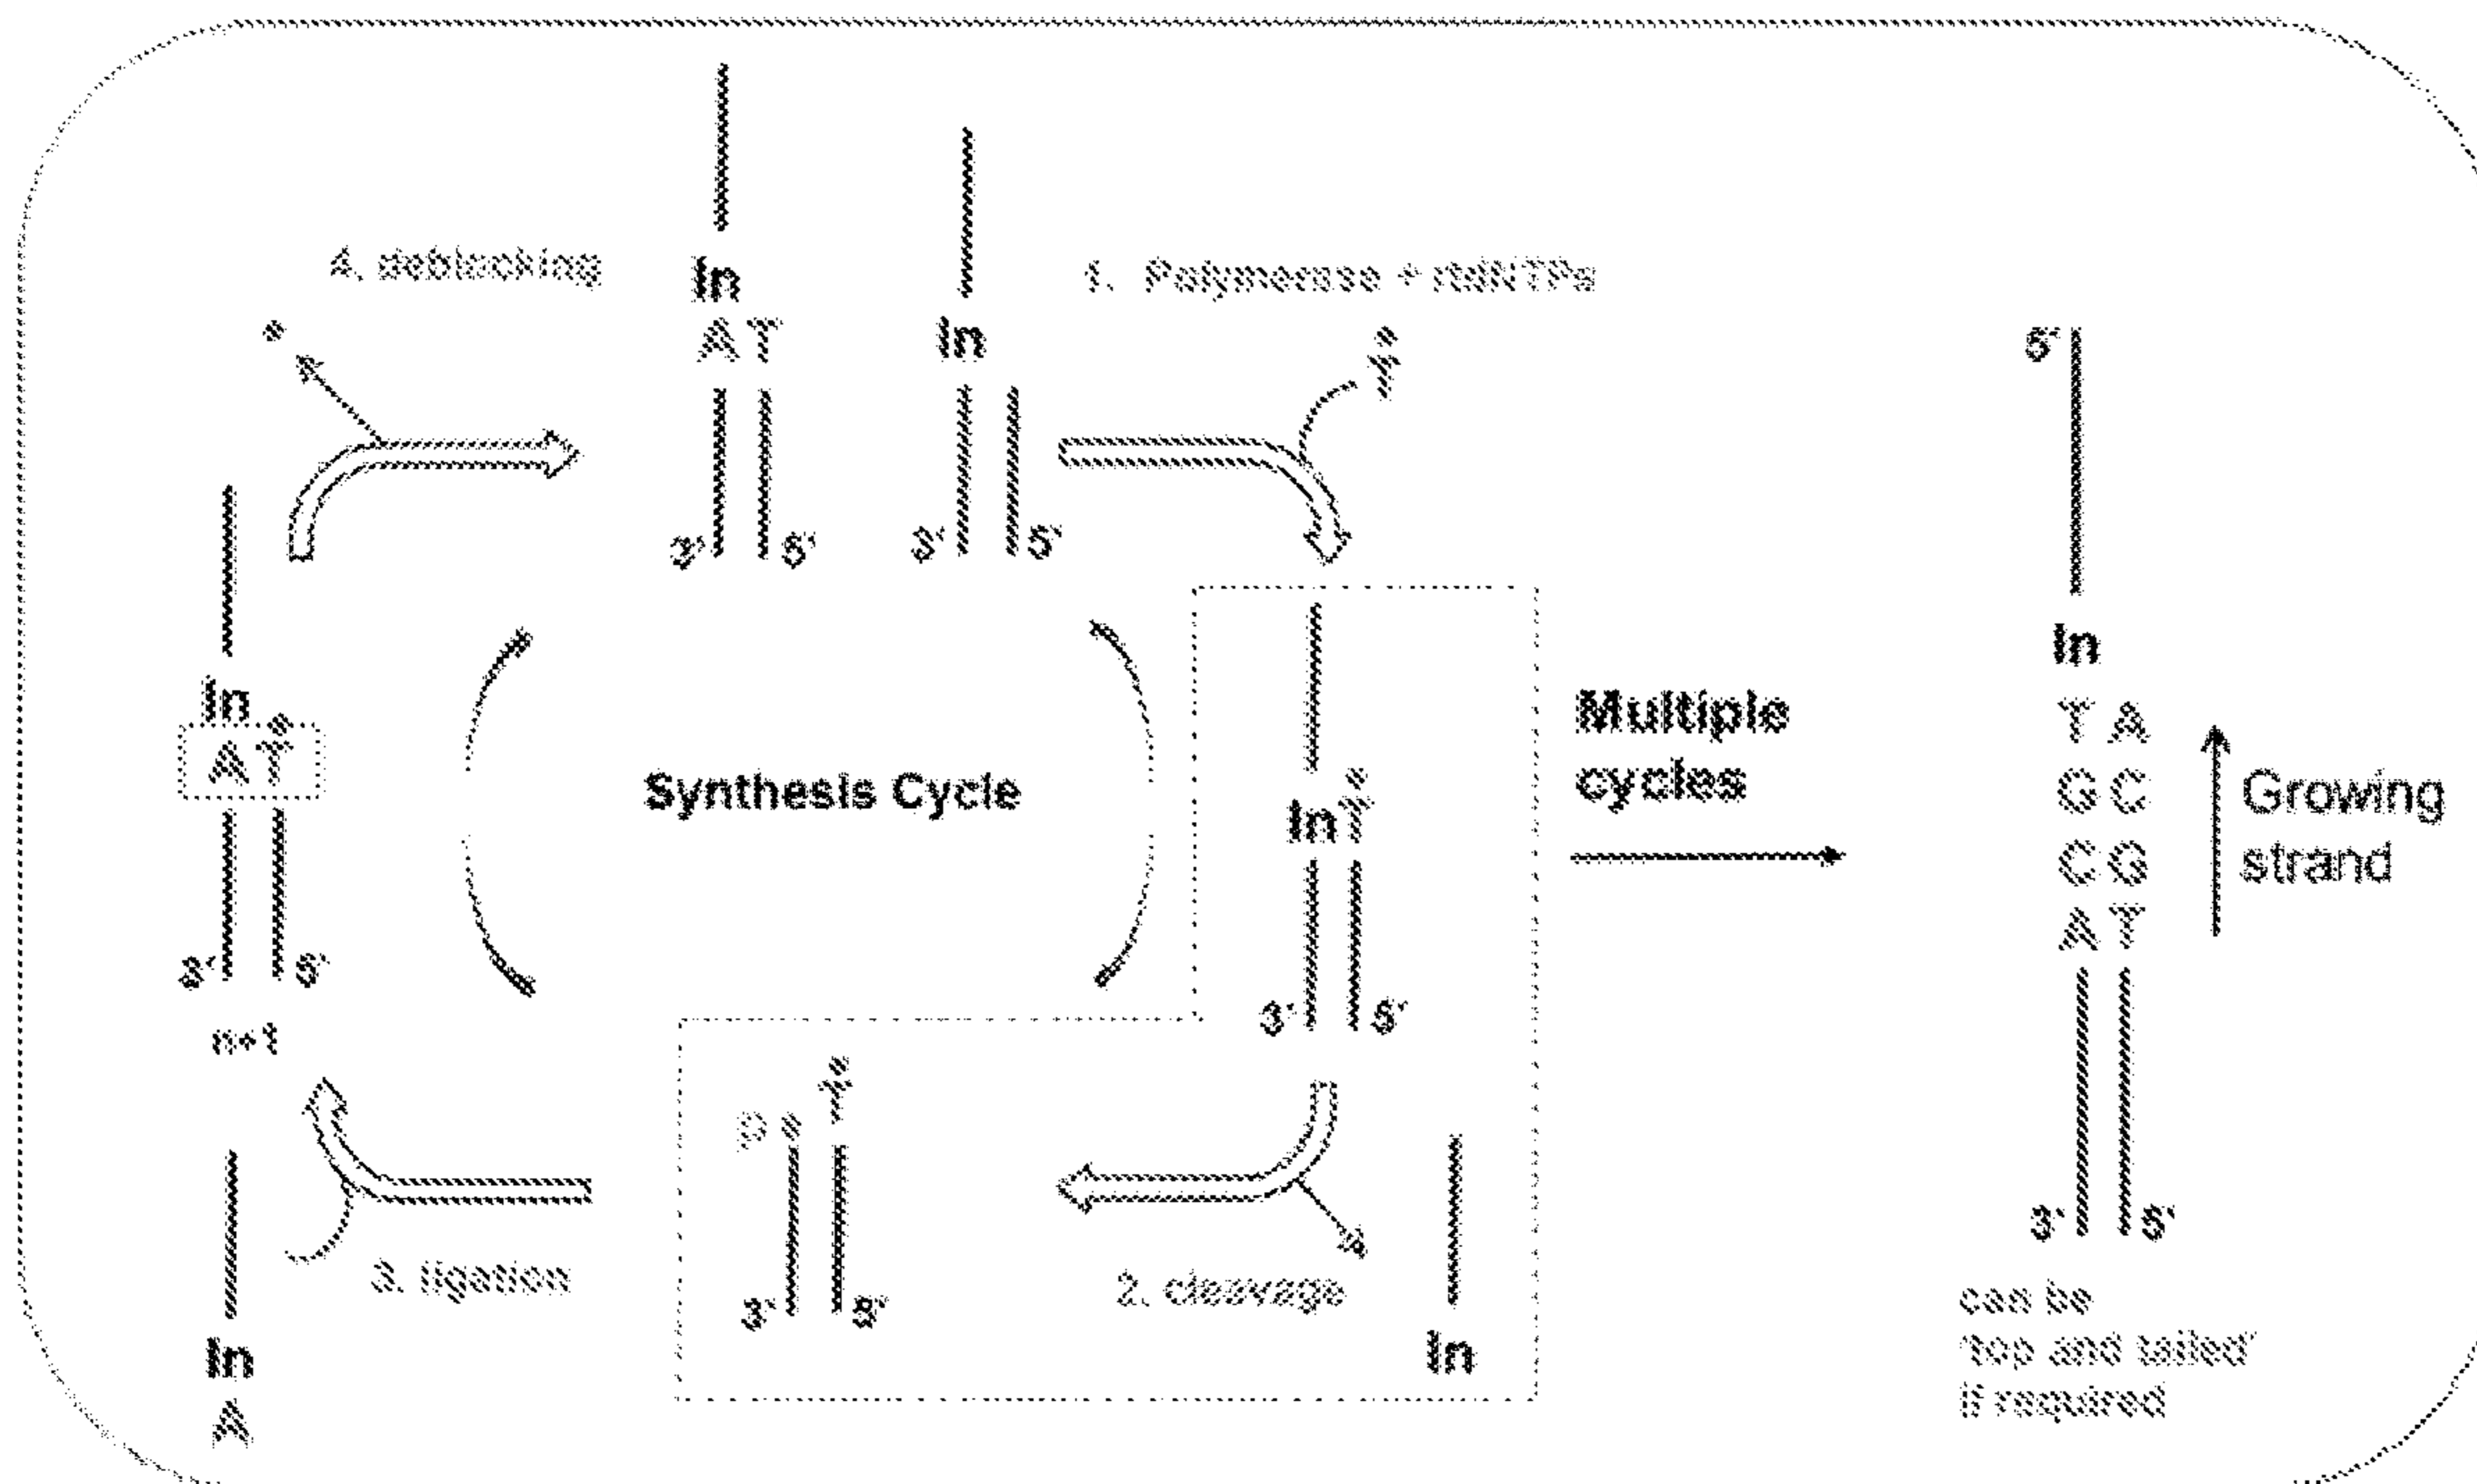 4. deblocking
In
A T
3' 5'
In
3' 5'
1. Polymerase + rtdNTPs
T
In
A T
3' 5'
n+1
Synthesis Cycle
In T
3' 5'
Multiple
cycles
5'
In
T A
G C
C G
A T
3' 5'
Growing
strand
T
p
3' 5'
3. ligation
In
A
2. cleavage
In
can be
'top and tailed'
if required